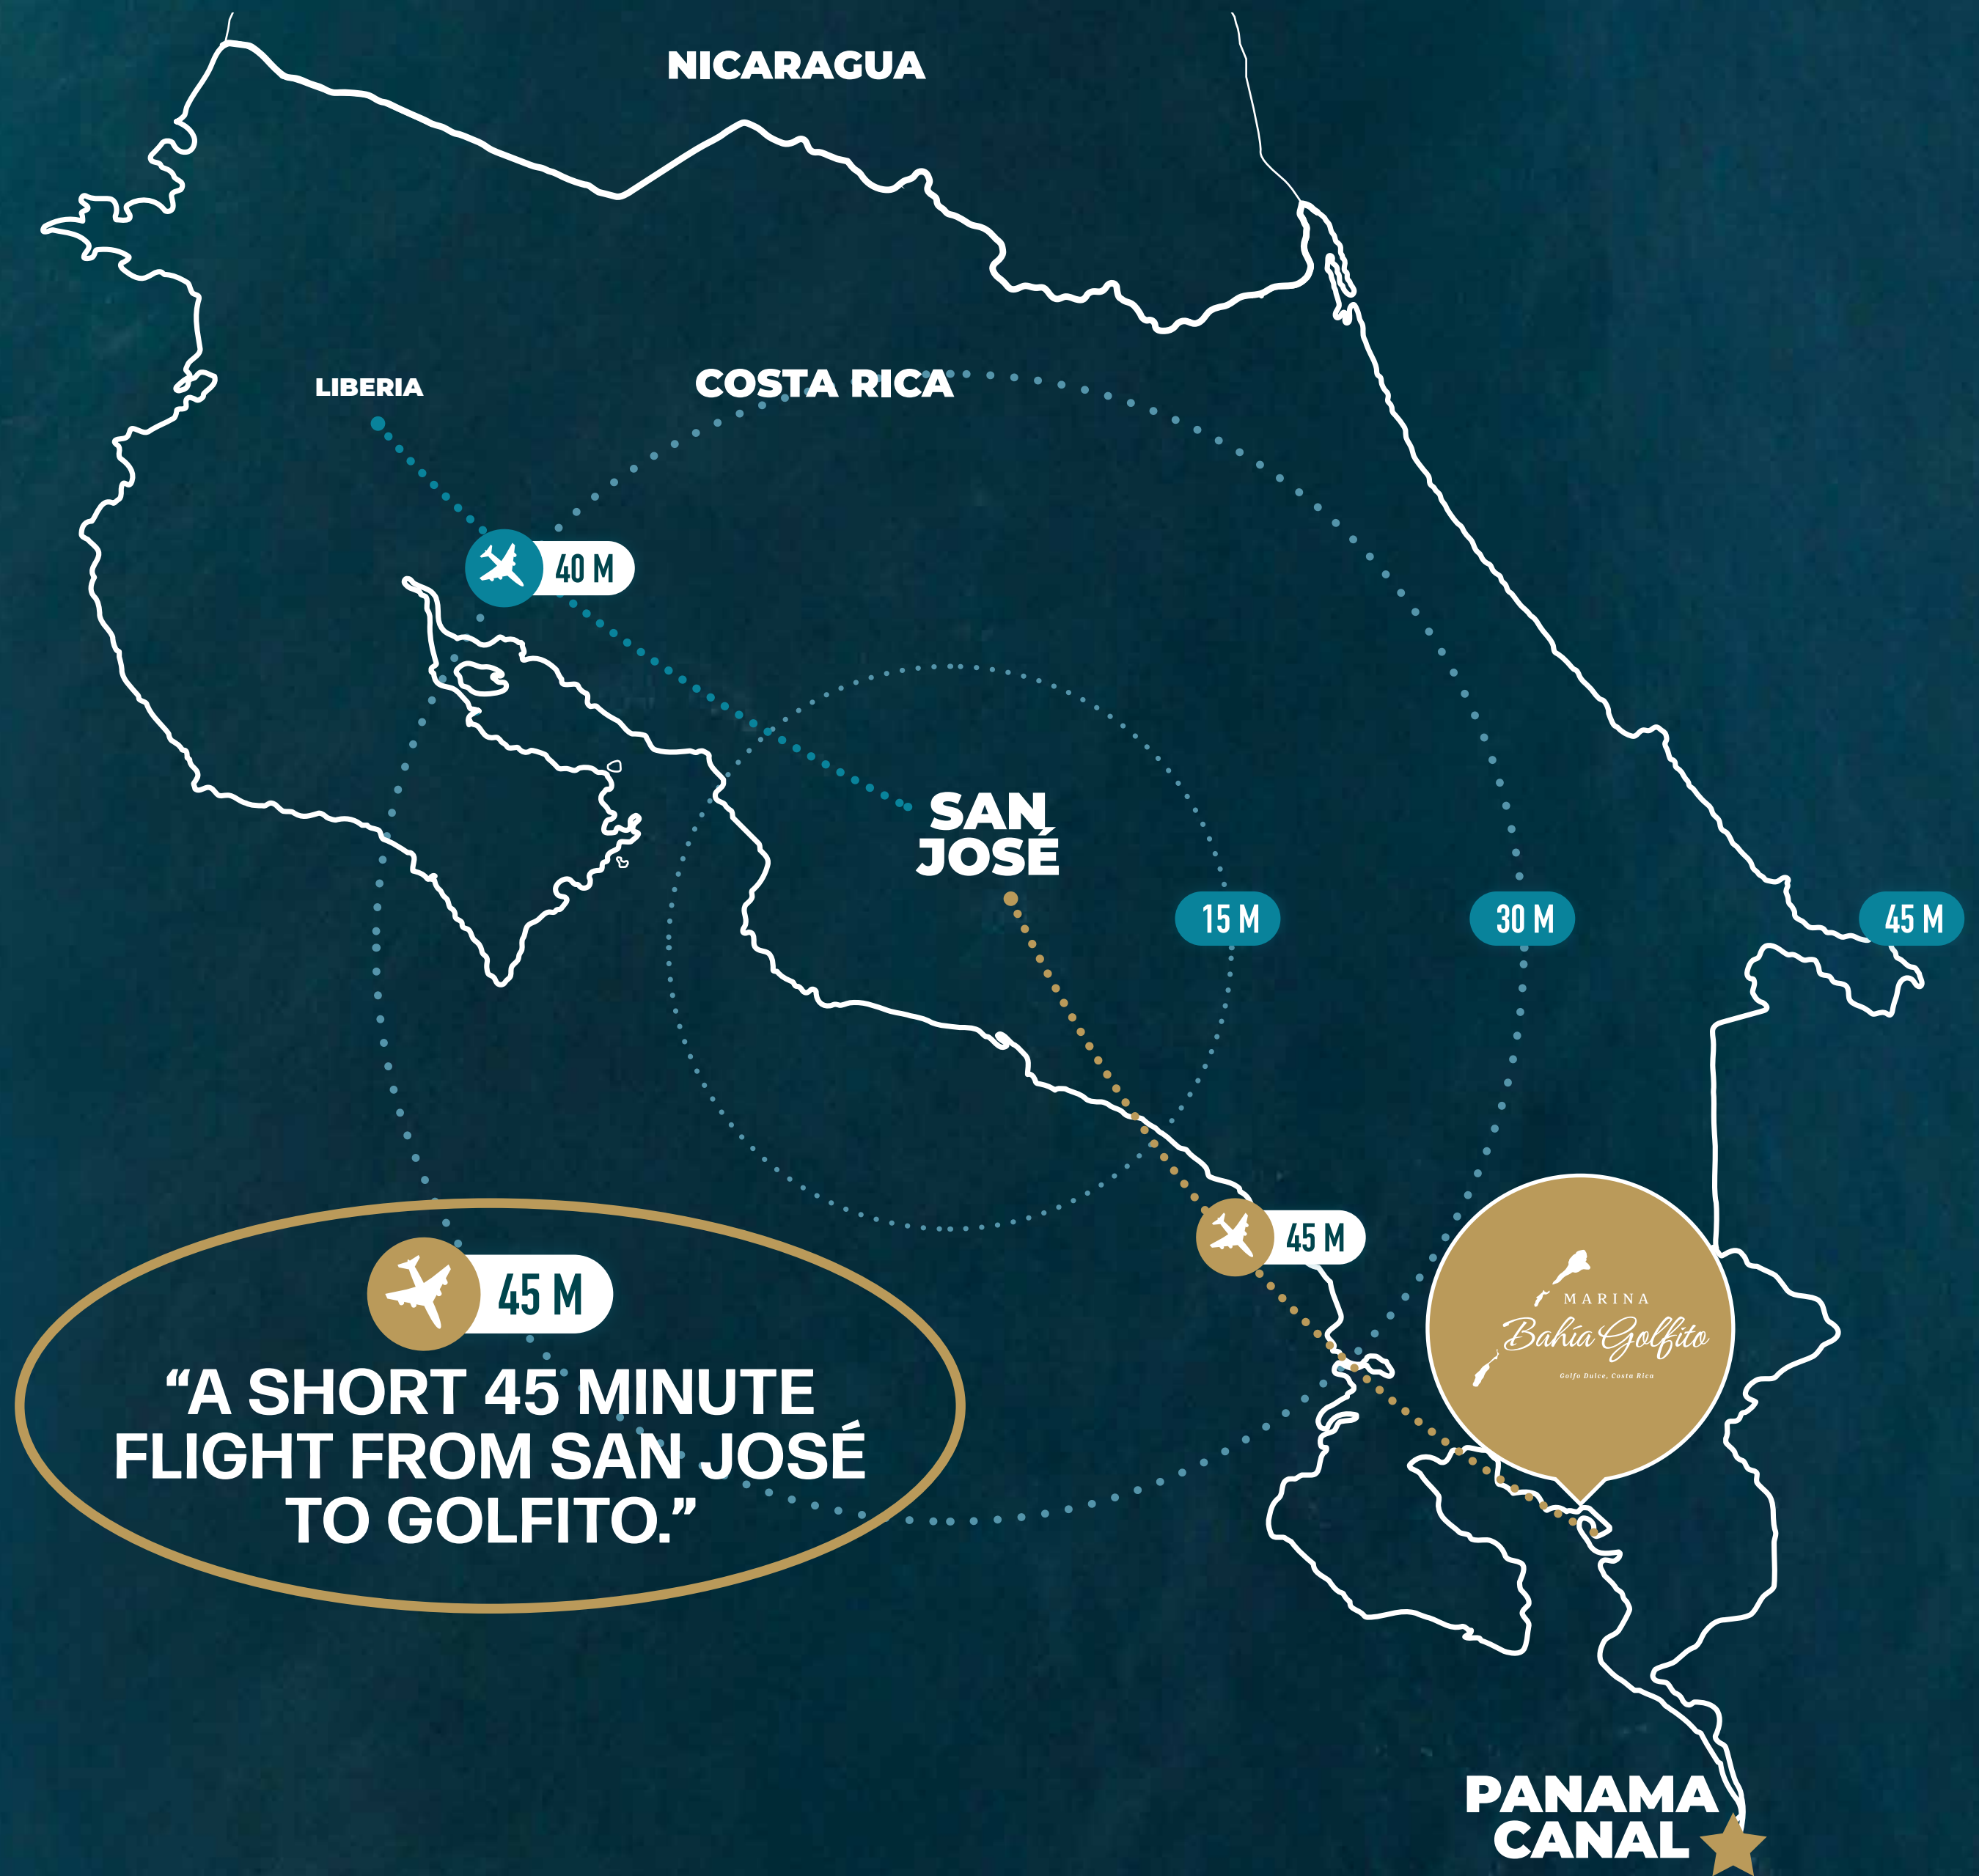 NICARAGUA
COSTA RICA
LIBERIA
40 M
SAN
JOSÉ
15 M
30 M
45 M
45 M
MARINA
Bahía Golfito
Golfo Dulce, Costa Rica
45 M
“A SHORT 45 MINUTE
FLIGHT FROM SAN JOSÉ
TO GOLFITO.”
PANAMA
CANAL